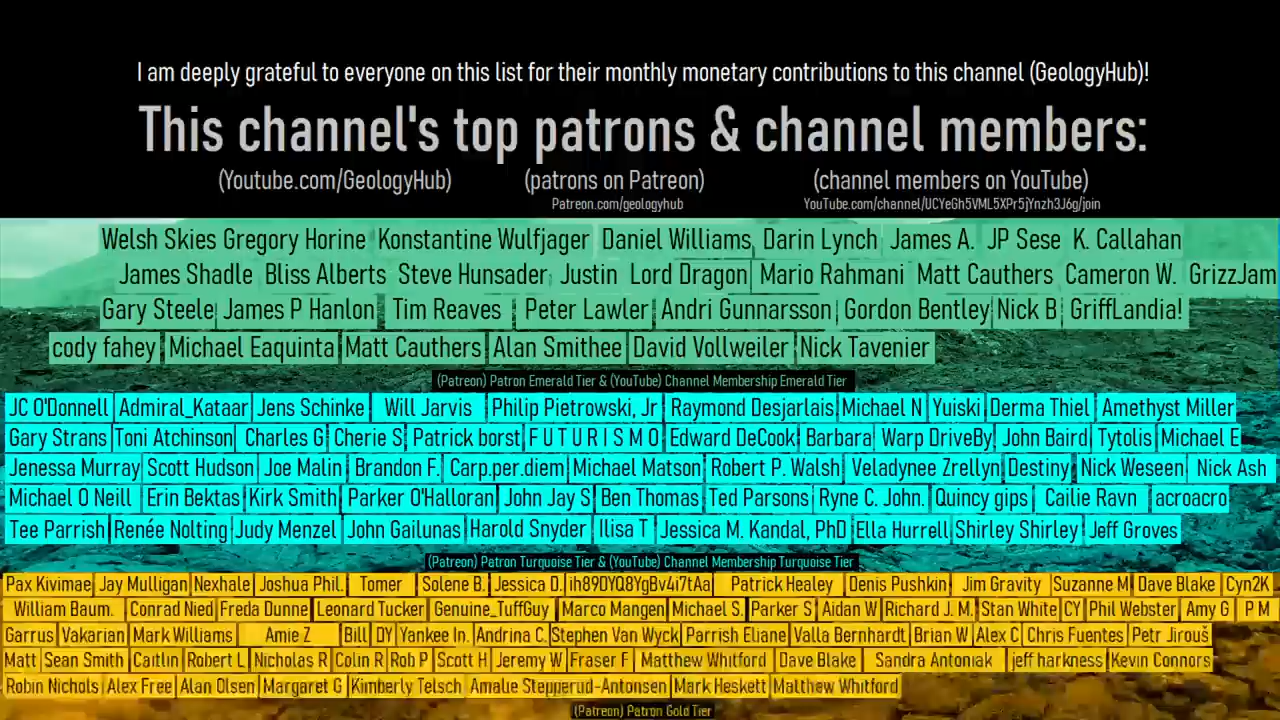 I am deeply grateful to everyone on this list for their monthly monetary contributions to this channel (GeologyHub)!
This channel's top patrons & channel members:
(Youtube.com/GeologyHub) (patrons on Patreon) (channel members on YouTube)
Patreon.com/geologyhub YouTube.com/channel/UCYeGh5VML5XPr5jYnzh3J6g/join
Welsh Skies Gregory Horine Konstantine Wulfjager Daniel Williams Darin Lynch James A. JP Sese K. Callahan
James Shadle Bliss Alberts Steve Hunsader Justin Lord Dragon Mario Rahmani Matt Cauthers Cameron W. GrizzJam
Gary Steele James P Hanlon Tim Reaves Peter Lawler Andri Gunnarsson Gordon Bentley Nick B GriffLandia!
cody fahey Michael Eaquinta Matt Cauthers Alan Smithee David Vollweiler Nick Tavenier
(Patreon) Patron Emerald Tier & (YouTube) Channel Membership Emerald Tier
JC O'Donnell Admiral_Kataar Jens Schinke Will Jarvis Philip Pietrowski, Jr Raymond Desjarlais Michael N Yuiski Derma Thiel Amethyst Miller
Gary Strans Toni Atchinson Charles G Cherie S Patrick borst F U T U R I S M O Edward DeCook Barbara Warp DriveBy John Baird Tytolis Michael E
Jenessa Murray Scott Hudson Joe Malin Brandon F. Carp.per.diem Michael Matson Robert P. Walsh Veladynee Zrellyn Destiny Nick Weseen Nick Ash
Michael O Neill Erin Bektas Kirk Smith Parker O'Halloran John Jay S Ben Thomas Ted Parsons Ryne C. John. Quincy gips Cailie Ravn acroacro
Tee Parrish Renée Nolting Judy Menzel John Gailunas Harold Snyder Ilisa T Jessica M. Kandal, PhD Ella Hurrell Shirley Shirley Jeff Groves
(Patreon) Patron Turquoise Tier & (YouTube) Channel Membership Turquoise Tier
Pax Kivimae Jay Mulligan Nexhale Joshua Phil. Tomer Solene B. Jessica D. ih89DYQ8YgBv4i7tAa Patrick Healey Denis Pushkin Jim Gravity Suzanne M Dave Blake Cyn2K
William Baum. Conrad Nied Freda Dunne Leonard Tucker Genuine_TuffGuy Marco Mangen Michael S. Parker S Aidan W Richard J. M. Stan White CY Phil Webster Amy G P M
Garrus Vakarian Mark Williams Amie Z Bill DY Yankee In. Andrina C. Stephen Van Wyck Parrish Eliane Valla Bernhardt Brian W Alex C Chris Fuentes Petr Jirouš
Matt Sean Smith Caitlin Robert L Nicholas R Colin R Rob P Scott H Jeremy W Fraser F Matthew Whitford Dave Blake Sandra Antoniak jeff harkness Kevin Connors
Robin Nichols Alex Free Alan Olsen Margaret G Kimberly Telsch Amalie Stepperud-Antonsen Mark Heskett Matthew Whitford
(Patreon) Patron Gold Tier